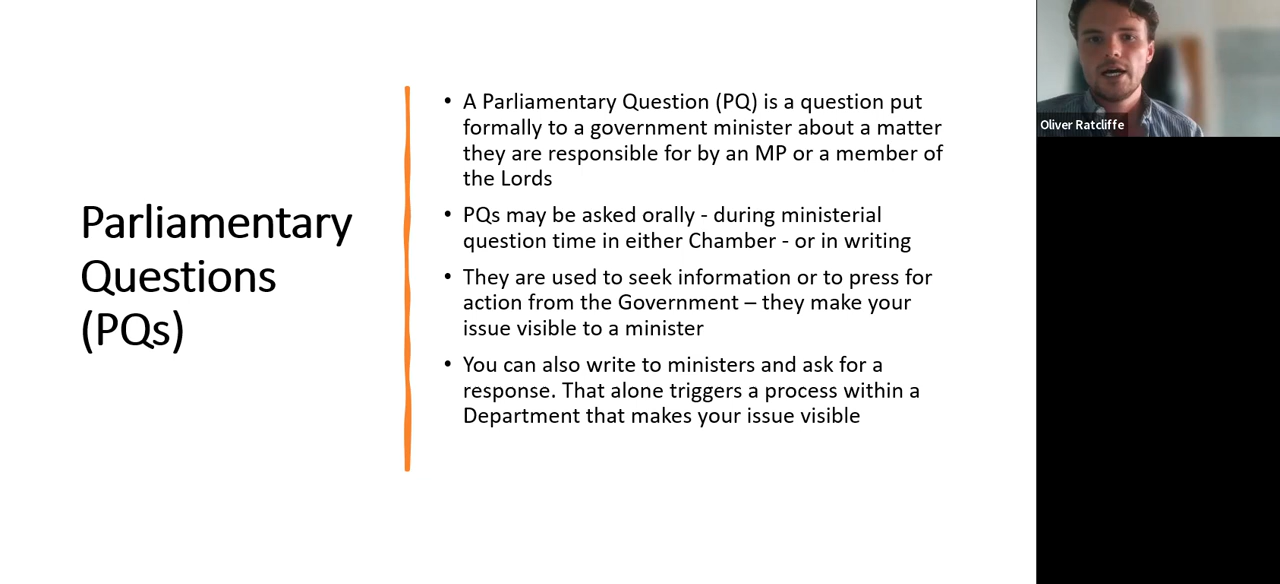 Parliamentary
Questions
(PQs)
• A Parliamentary Question (PQ) is a question put
formally to a government minister about a matter
they are responsible for by an MP or a member of
the Lords
• PQs may be asked orally - during ministerial
question time in either Chamber - or in writing
• They are used to seek information or to press for
action from the Government – they make your
issue visible to a minister
• You can also write to ministers and ask for a
response. That alone triggers a process within a
Department that makes your issue visible
Oliver Ratcliffe